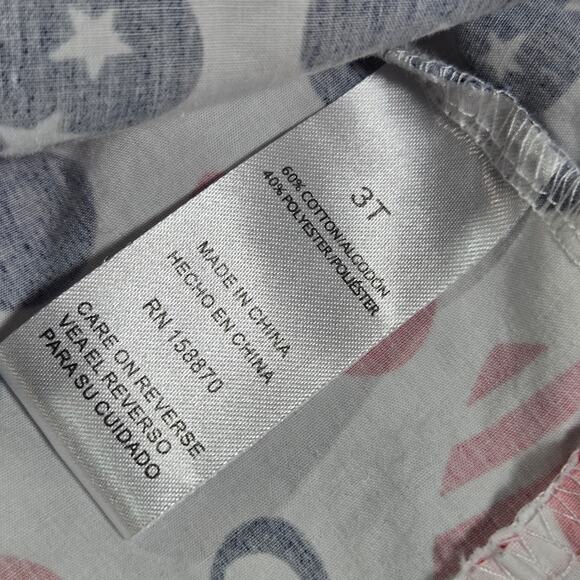 3T
60% COTTON/ALGODÓN
40% POLYESTER/POLIÉSTER
MADE IN CHINA
HECHO EN CHINA
RN 158870
CARE ON REVERSE
VEA EL REVERSO
PARA SU CUIDADO